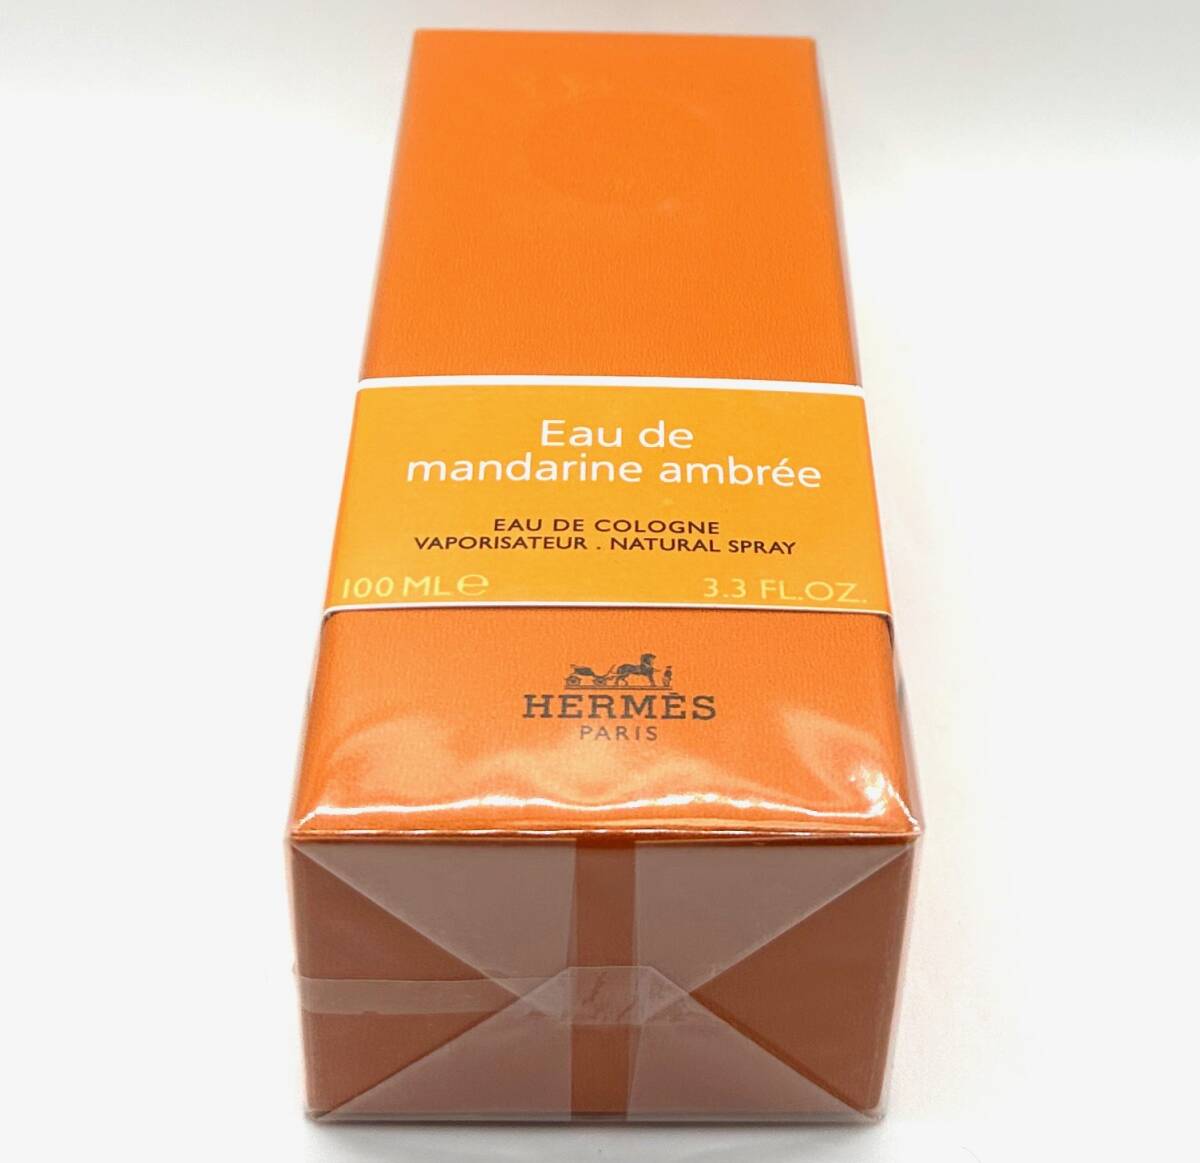 Eau de
mandarine ambrée
EAU DE COLOGNE
VAPORISATEUR . NATURAL SPRAY
100 ML ℮ 3.3 FL.OZ.
HERMÈS
PARIS